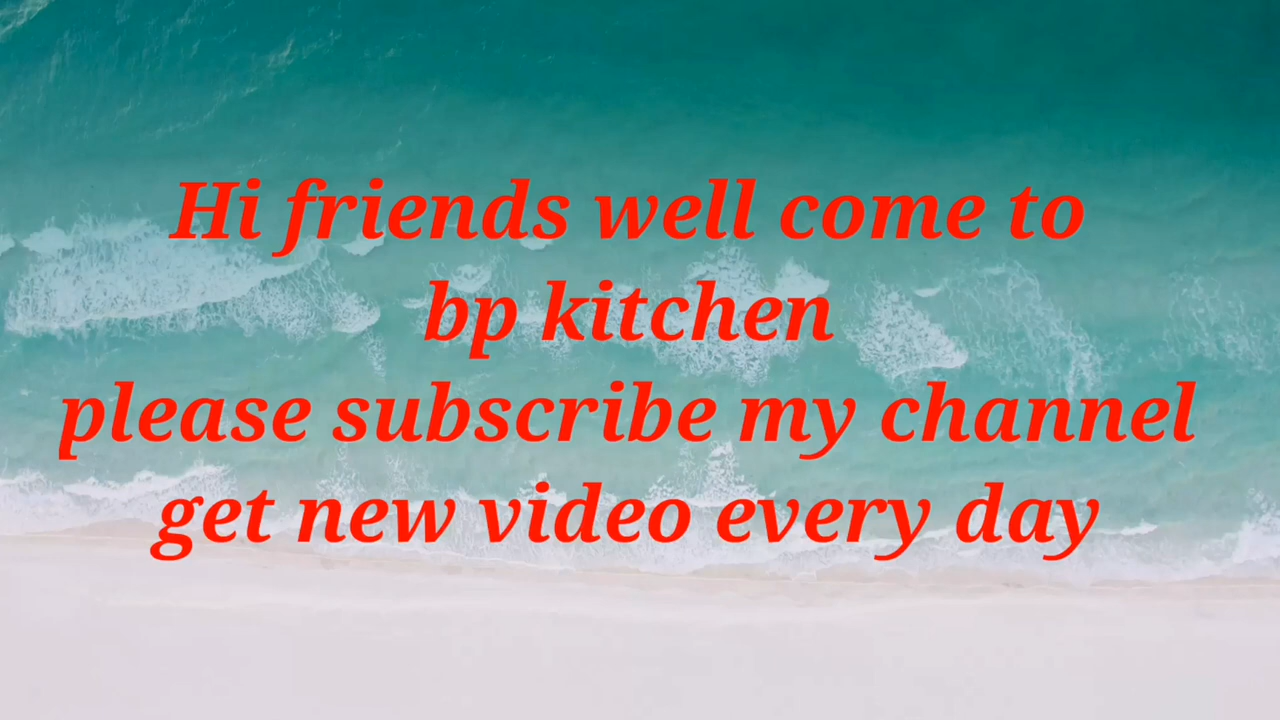 Hi friends well come to
bp kitchen
please subscribe my channel
get new video every day